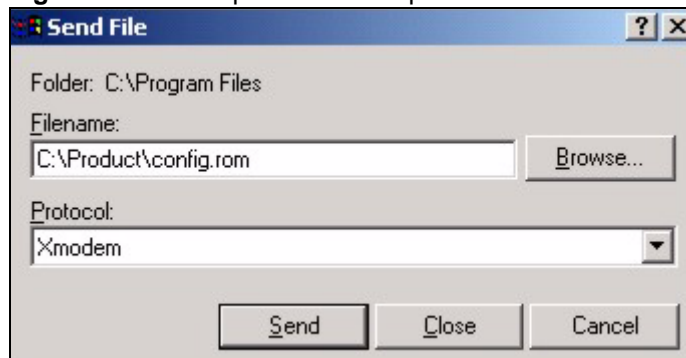 Send File
Folder: C:\Program Files
Filename:
C:\Product\config.rom
Browse...
Protocol:
Xmodem
Send
Close
Cancel